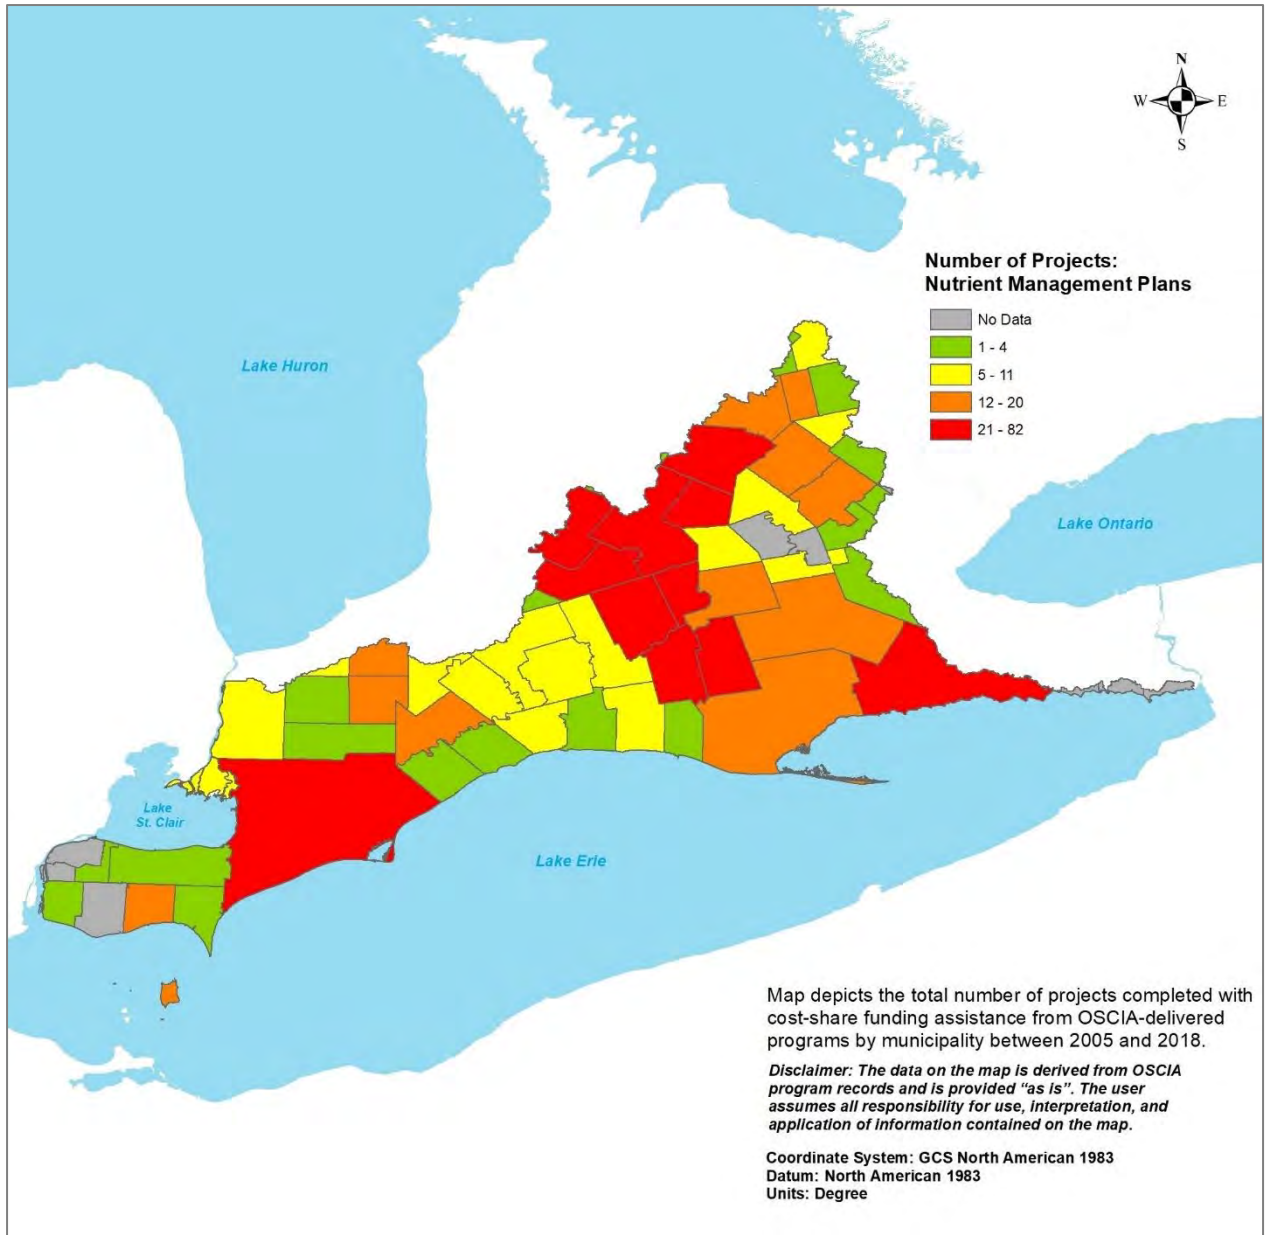 N
W E
S
Number of Projects:
Nutrient Management Plans
No Data
1 - 4
5 - 11
12 - 20
21 - 82
Lake Huron
Lake Ontario
Lake
St. Clair
Lake Erie
Map depicts the total number of projects completed with
cost-share funding assistance from OSCIA-delivered
programs by municipality between 2005 and 2018.
Disclaimer: The data on the map is derived from OSCIA
program records and is provided “as is”. The user
assumes all responsibility for use, interpretation, and
application of information contained on the map.
Coordinate System: GCS North American 1983
Datum: North American 1983
Units: Degree